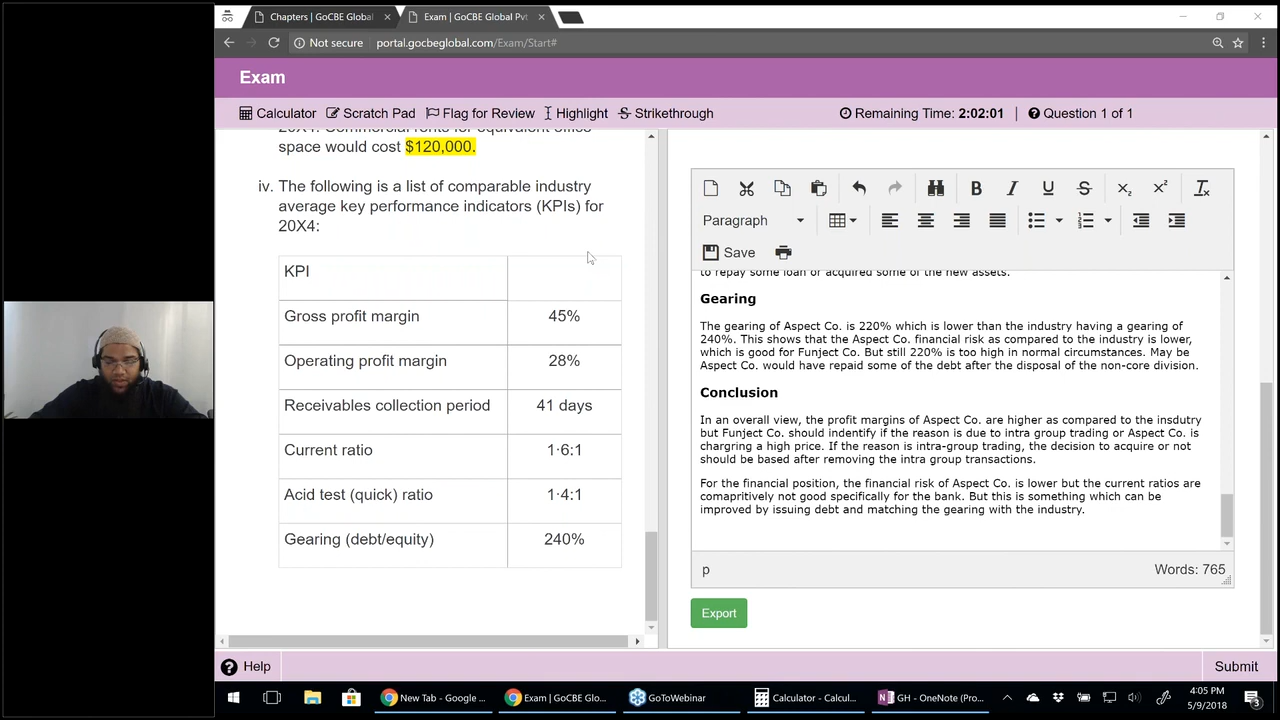 Chapters | GoCBE Global
Exam | GoCBE Global Pvt
Not secure
portal.gocbeglobal.com/Exam/Start#
Exam
Calculator
Scratch Pad
Flag for Review
Highlight
Strikethrough
Remaining Time: 2:02:01
Question 1 of 1
20X4. Commercial rents for equivalent office
space would cost $120,000.
iv. The following is a list of comparable industry
average key performance indicators (KPIs) for
20X4:
KPI
Gross profit margin 45%
Operating profit margin 28%
Receivables collection period 41 days
Current ratio 1·6:1
Acid test (quick) ratio 1·4:1
Gearing (debt/equity) 240%
Paragraph
Save
to repay some loan or acquired some of the new assets.
Gearing
The gearing of Aspect Co. is 220% which is lower than the industry having a gearing of
240%. This shows that the Aspect Co. financial risk as compared to the industry is lower,
which is good for Funject Co. But still 220% is too high in normal circumstances. May be
Aspect Co. would have repaid some of the debt after the disposal of the non-core division.
Conclusion
In an overall view, the profit margins of Aspect Co. are higher as compared to the insdutry
but Funject Co. should indentify if the reason is due to intra group trading or Aspect Co. is
chargring a high price. If the reason is intra-group trading, the decision to acquire or not
should be based after removing the intra group transactions.
For the financial position, the financial risk of Aspect Co. is lower but the current ratios are
comapritively not good specifically for the bank. But this is something which can be
improved by issuing debt and matching the gearing with the industry.
p
Words: 765
Export
Help
Submit
New Tab - Google ...
Exam | GoCBE Glo...
GoToWebinar
Calculator - Calcul...
GH - OneNote (Pro...
4:05 PM
5/9/2018
3